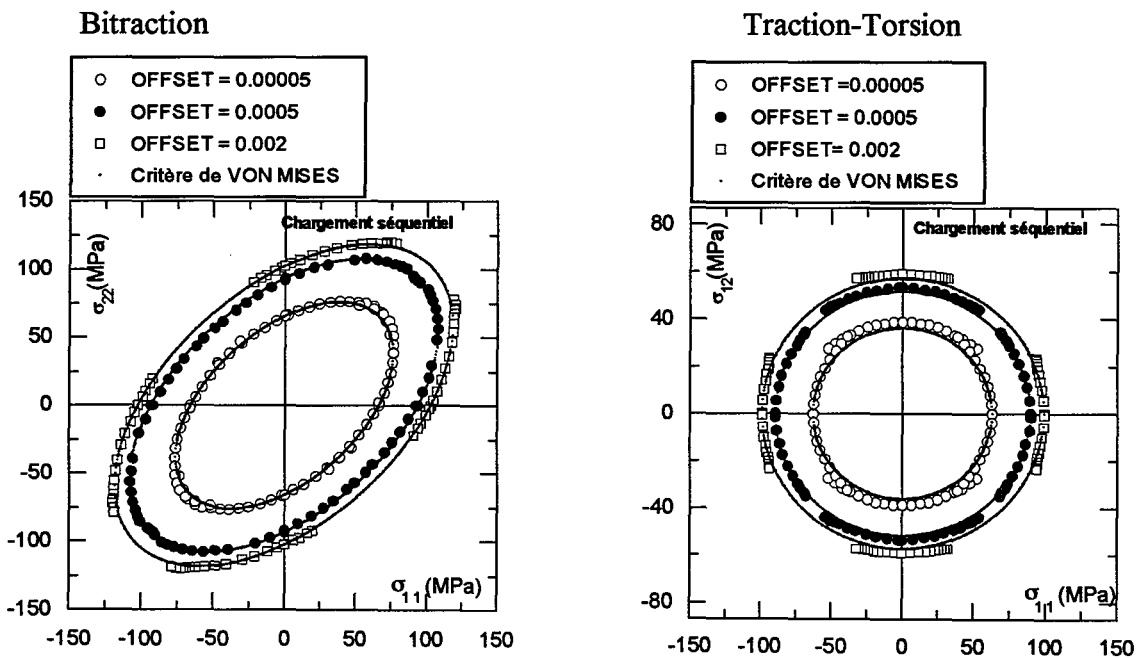 Bitraction
OFFSET = 0.00005
OFFSET = 0.0005
OFFSET = 0.002
Critère de VON MISES
Chargement séquentiel
σ22 (MPa)
150
100
50
0
-50
-100
-150
σ11 (MPa)
-150 -100 -50 0 50 100 150
Traction-Torsion
OFFSET =0.00005
OFFSET = 0.0005
OFFSET= 0.002
Critère de VON MISES
Chargement séquentiel
σ12 (MPa)
80
40
0
-40
-80
σ11 (MPa)
-150 -100 -50 0 50 100 150